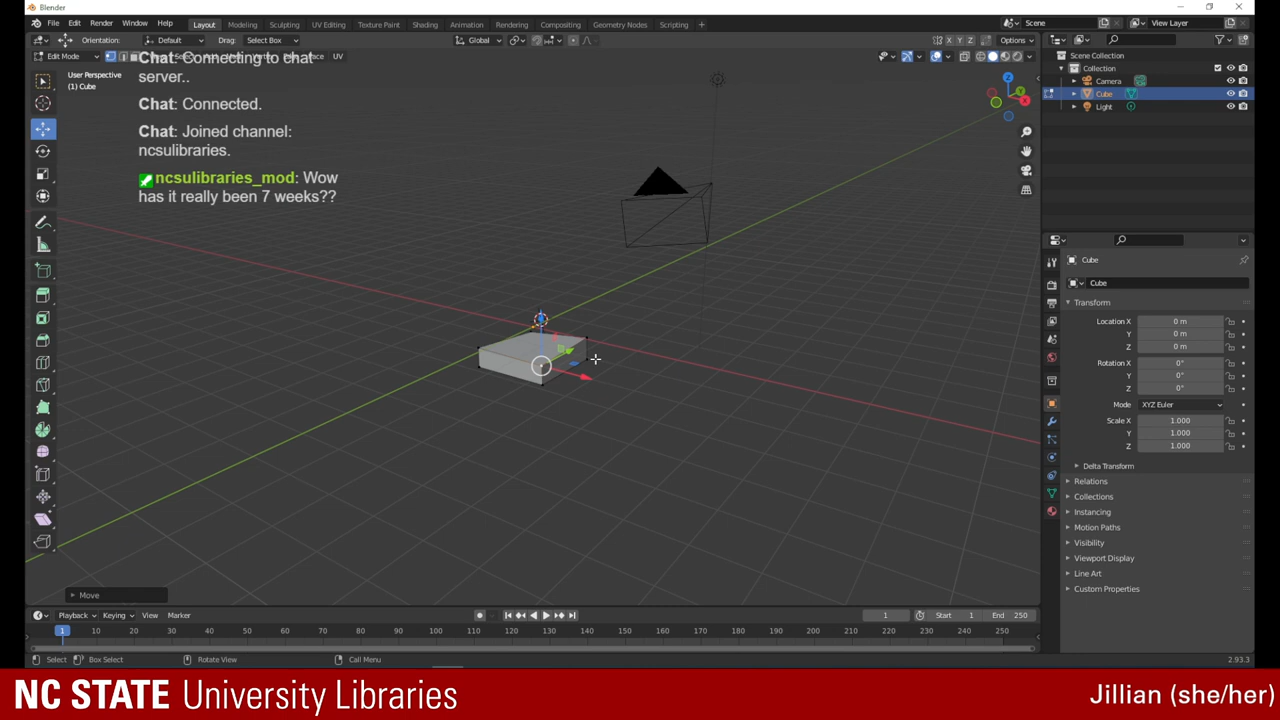 Blender
File Edit Render Window Help Layout Modeling Sculpting UV Editing Texture Paint Shading Animation Rendering Compositing Geometry Nodes Scripting + Scene View Layer
Orientation: Default Drag: Select Box Global X Y Z Options
Edit Mode UV
User Perspective
(1) Cube
Chat: Connecting to chat
server..
Chat: Connected.
Chat: Joined channel:
ncsulibraries.
ncsulibraries_mod: Wow
has it really been 7 weeks??
Z
Y
X
Move
Scene Collection
Collection
Camera
Cube
Light
Cube
Cube
Transform
Location X 0 m
Y 0 m
Z 0 m
Rotation X 0°
Y 0°
Z 0°
Mode XYZ Euler
Scale X 1.000
Y 1.000
Z 1.000
Delta Transform
Relations
Collections
Instancing
Motion Paths
Visibility
Viewport Display
Line Art
Custom Properties
Playback Keying View Marker 1 Start 1 End 250
1 10 20 30 40 50 60 70 80 90 100 110 120 130 140 150 160 170 180 190 200 210 220 230 240 250
Select Box Select Rotate View Call Menu 2.93.3
NC STATE University Libraries
Jillian (she/her)